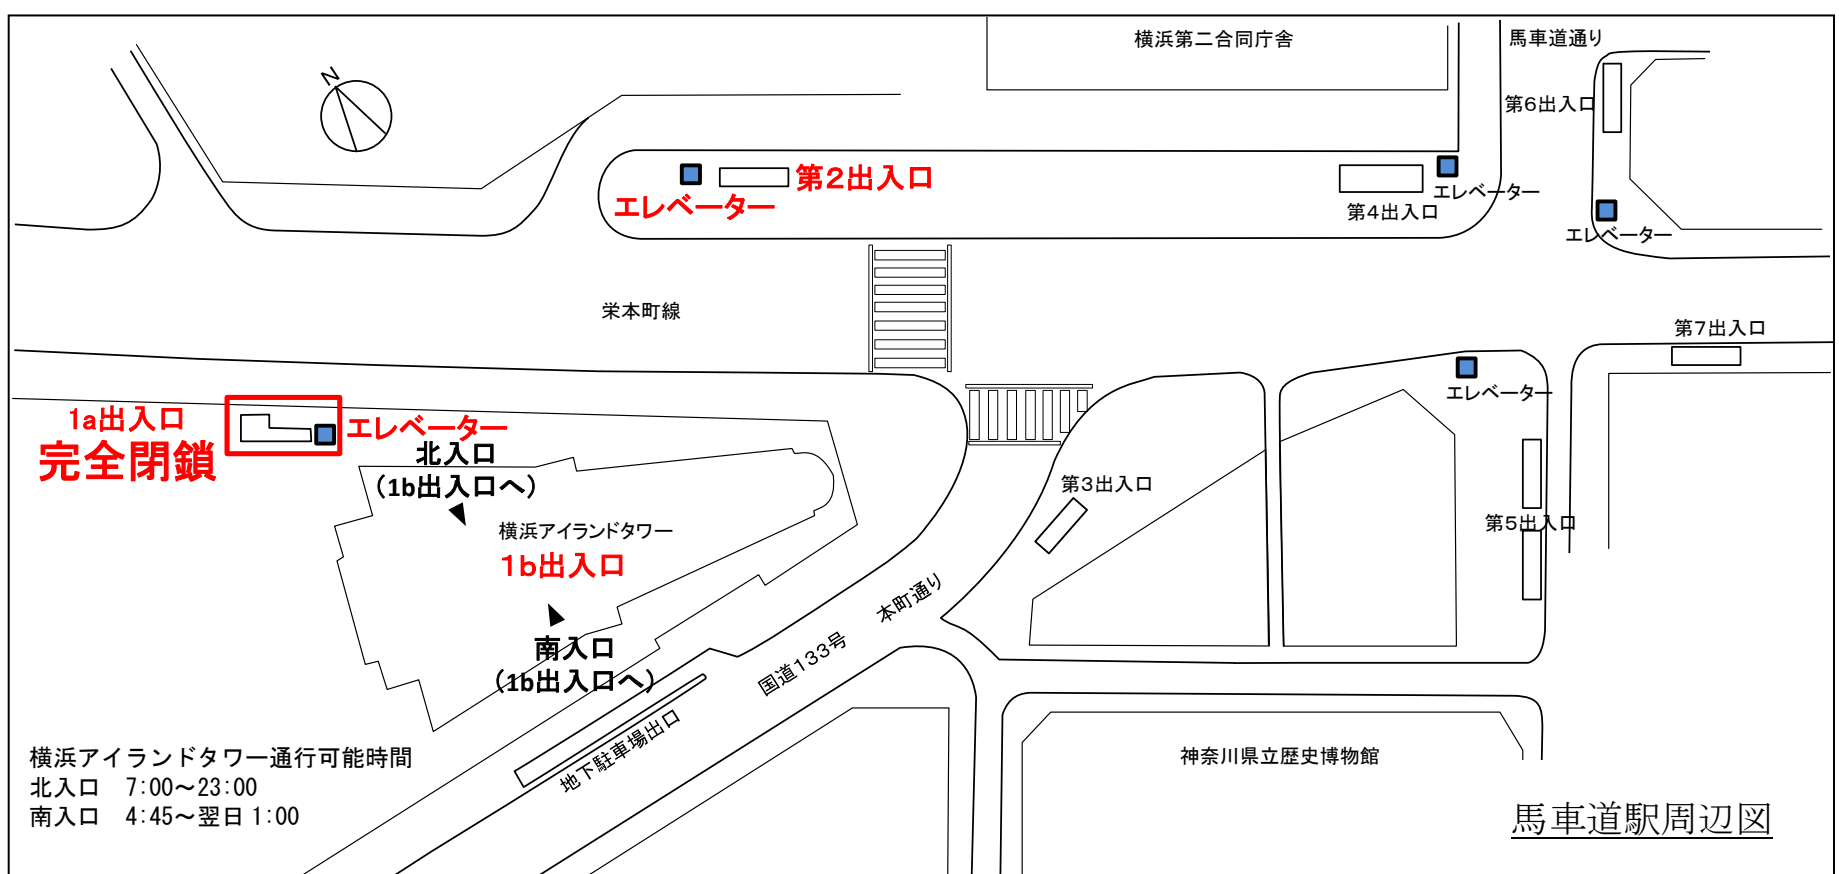 横浜第二合同庁舎
馬車道通り
N
第6出入口
第2出入口
エレベーター
エレベーター
第4出入口
エレベーター
栄本町線
第7出入口
エレベーター
1a出入口
完全閉鎖
エレベーター
北入口
(1b出入口へ)
第3出入口
横浜アイランドタワー
1b出入口
第5出入口
本町通り
国道133号
南入口
(1b出入口へ)
地下駐車場出口
横浜アイランドタワー通行可能時間
北入口 7:00～23:00
南入口 4:45～翌日1:00
神奈川県立歴史博物館
馬車道駅周辺図